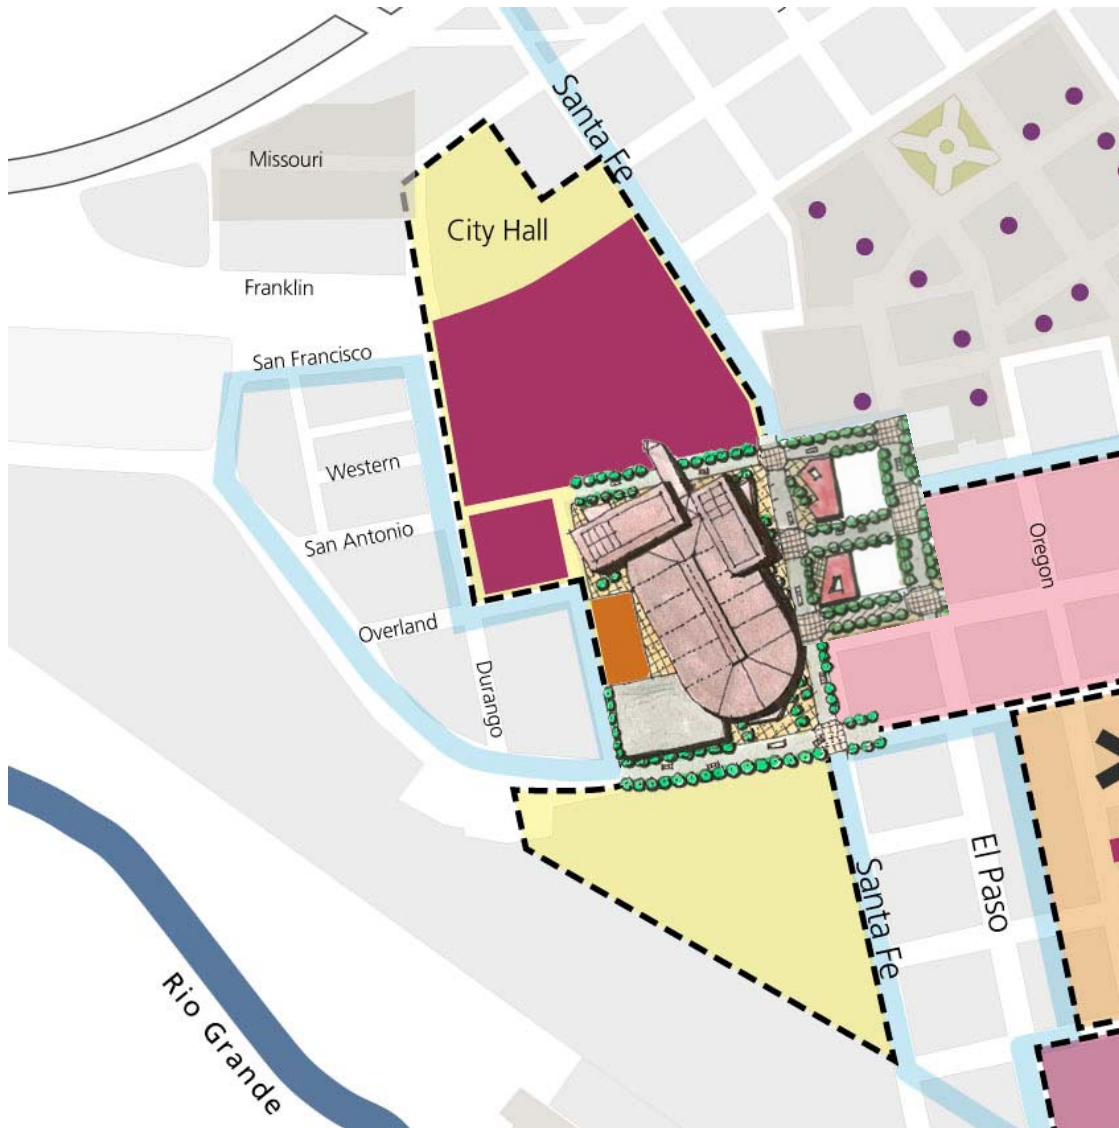 Santa Fe
Missouri
City Hall
Franklin
San Francisco
Western
San Antonio
Oregon
Overland
Durango
El Paso
Santa Fe
Rio Grande